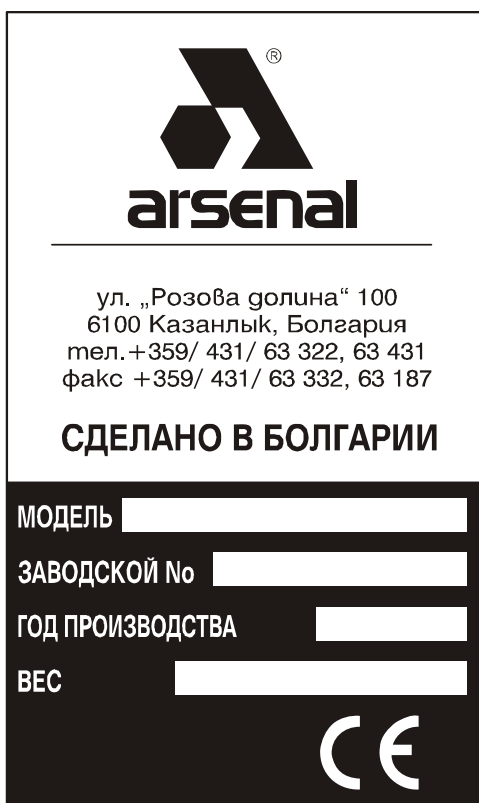 ®
arsenal
ул. „Розова долина“ 100
6100 Казанлык, Болгария
тел.+359/ 431/ 63 322, 63 431
факс +359/ 431/ 63 332, 63 187
СДЕЛАНО В БОЛГАРИИ
МОДЕЛЬ
ЗАВОДСКОЙ No
ГОД ПРОИЗВОДСТВА
ВЕС
CE